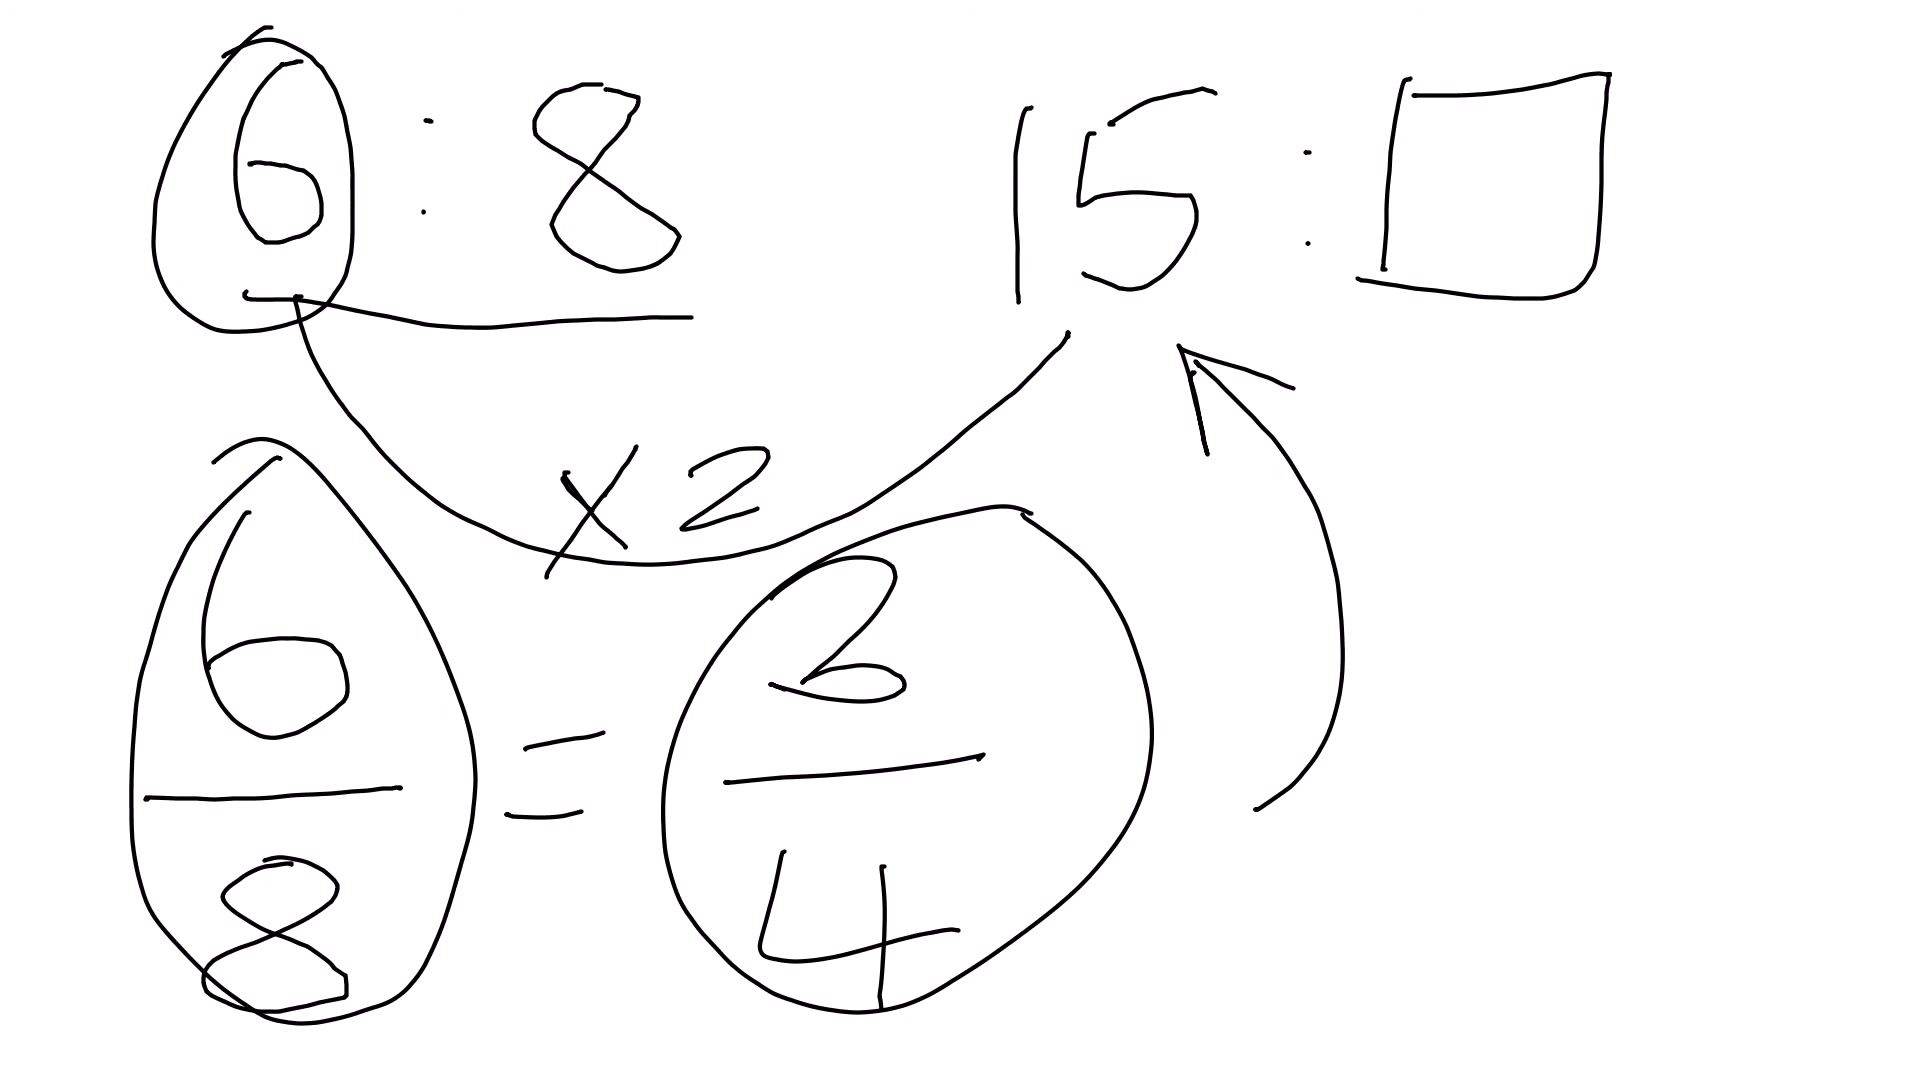 6 : 8 15 : □
×2
6/8 = 3/4